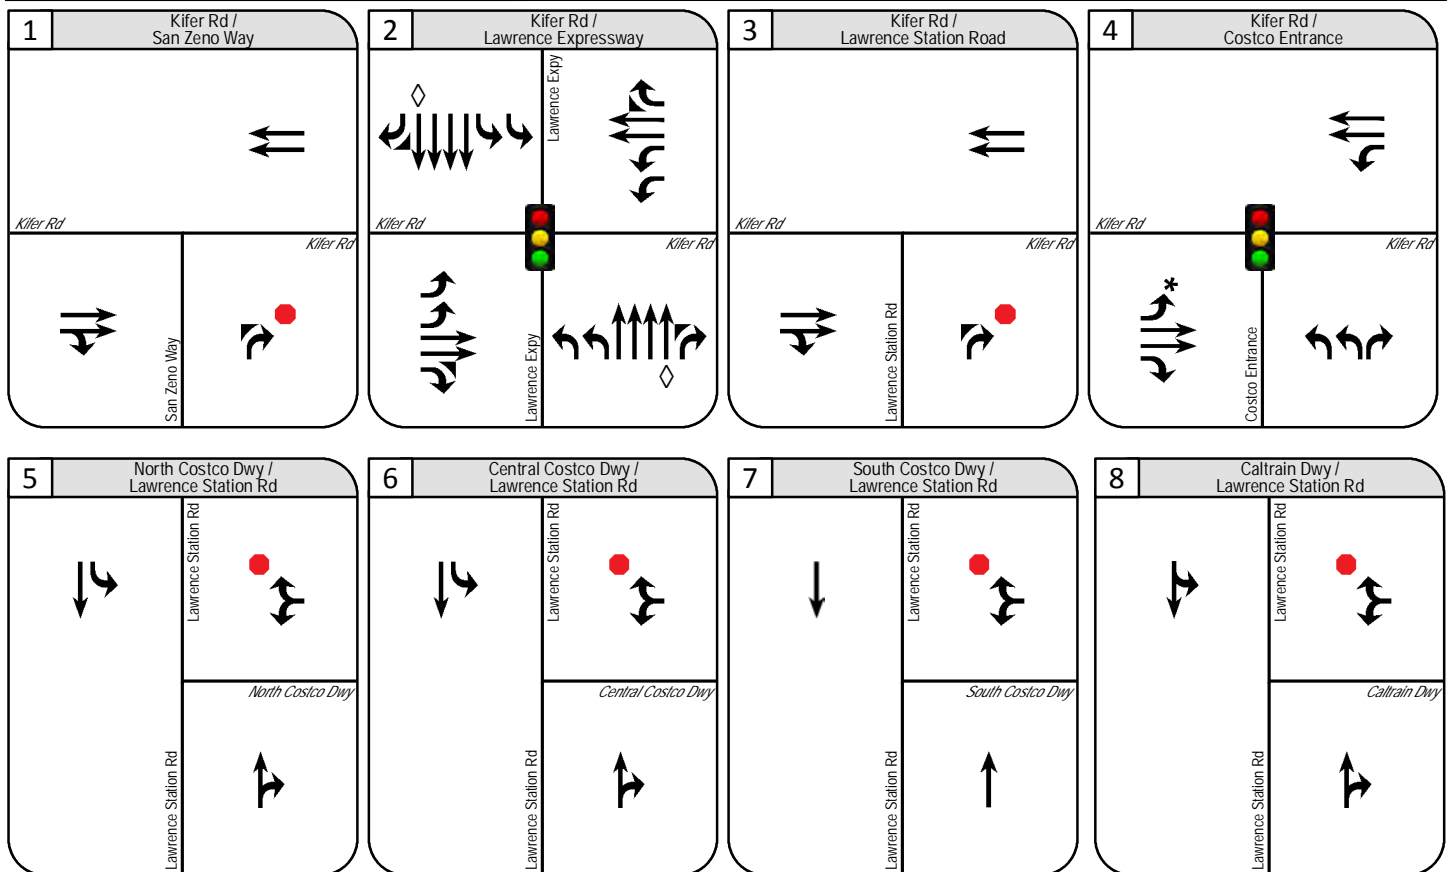 1
Kifer Rd /
San Zeno Way
Kifer Rd
Kifer Rd
San Zeno Way
2
Kifer Rd /
Lawrence Expressway
Lawrence Expy
Kifer Rd
Kifer Rd
Lawrence Expy
3
Kifer Rd /
Lawrence Station Road
Kifer Rd
Kifer Rd
Lawrence Station Rd
4
Kifer Rd /
Costco Entrance
Kifer Rd
Kifer Rd
*
Costco Entrance
5
North Costco Dwy /
Lawrence Station Rd
Lawrence Station Rd
North Costco Dwy
Lawrence Station Rd
6
Central Costco Dwy /
Lawrence Station Rd
Lawrence Station Rd
Central Costco Dwy
Lawrence Station Rd
7
South Costco Dwy /
Lawrence Station Rd
Lawrence Station Rd
South Costco Dwy
Lawrence Station Rd
8
Caltrain Dwy /
Lawrence Station Rd
Lawrence Station Rd
Caltrain Dwy
Lawrence Station Rd